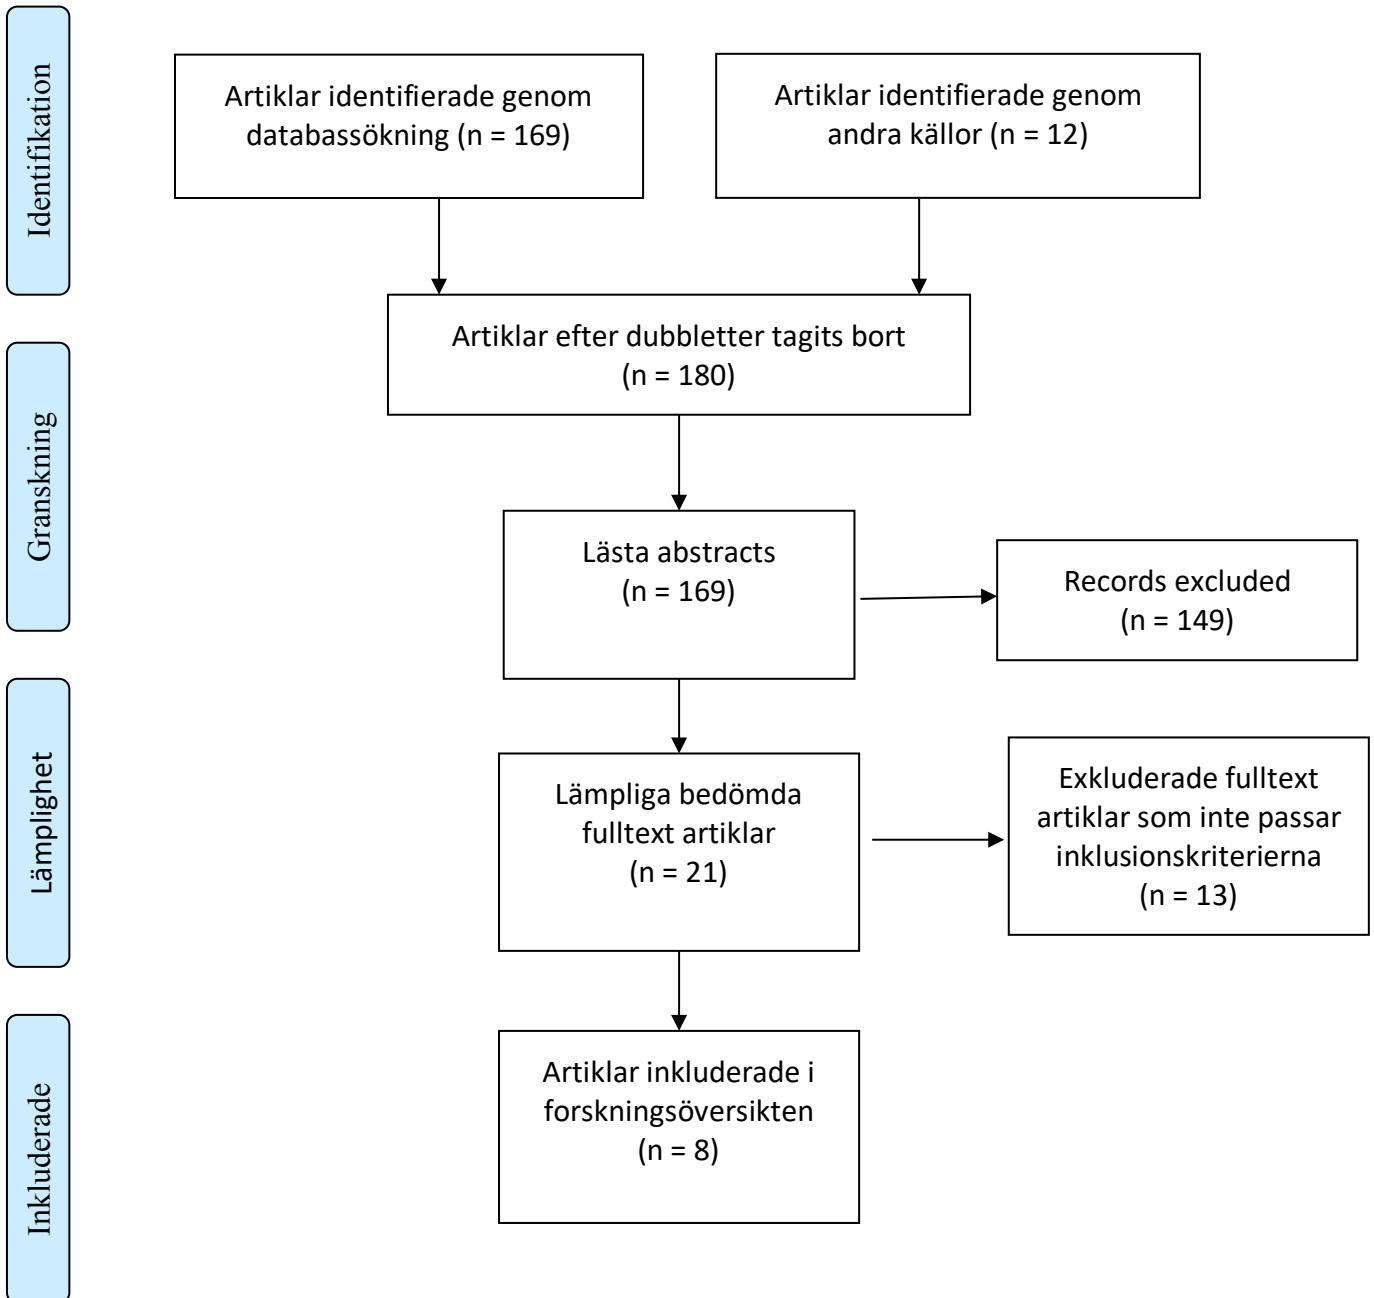 Identifikation
Artiklar identifierade genom
databassökning (n = 169)
Artiklar identifierade genom
andra källor (n = 12)
Artiklar efter dubbletter tagits bort
(n = 180)
Granskning
Lästa abstracts
(n = 169)
Records excluded
(n = 149)
Lämplighet
Lämpliga bedömda
fulltext artiklar
(n = 21)
Exkluderade fulltext
artiklar som inte passar
inklusionskriterierna
(n = 13)
Inkluderade
Artiklar inkluderade i
forskningsöversikten
(n = 8)